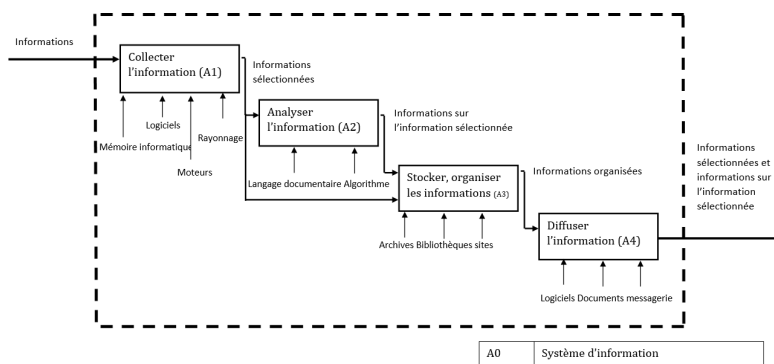 Informations
Collecter
l'information (A1)
Informations
sélectionnées
Mémoire informatique
Logiciels
Moteurs
Rayonnage
Analyser
l'information (A2)
Informations sur
l'information sélectionnée
Langage documentaire Algorithme
Stocker, organiser
les informations (A3)
Informations organisées
Archives Bibliothèques sites
Diffuser
l'information (A4)
Logiciels Documents messagerie
Informations
sélectionnées et
informations sur
l'information
sélectionnée
A0 Système d'information